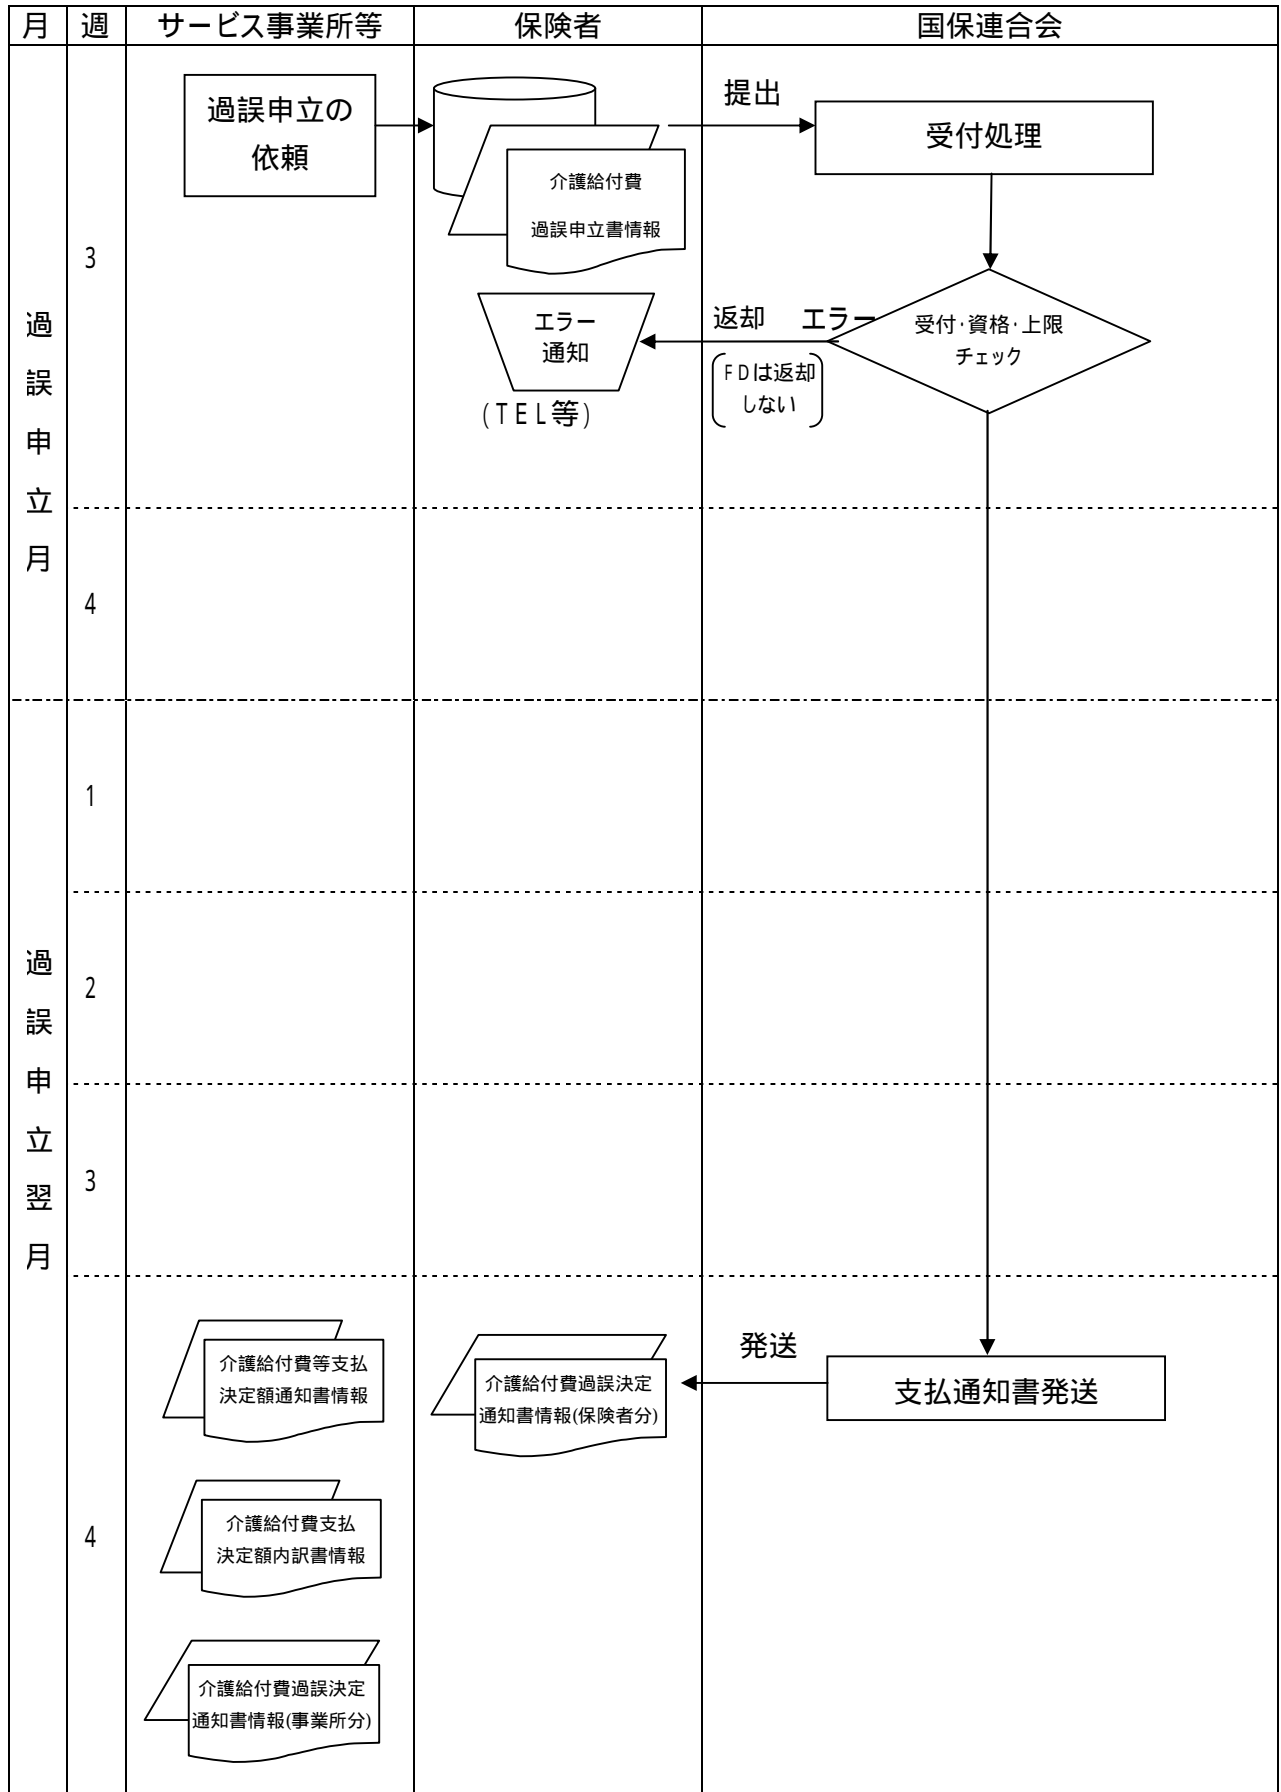 月 週 サービス事業所等 保険者 国保連合会
過誤申立月
3
過誤申立の
依頼
介護給付費
過誤申立書情報
提出
受付処理
受付・資格・上限
チェック
エラー
返却
FDは返却
しない
エラー
通知
(TEL等)
4
過誤申立翌月
1
2
3
4
介護給付費等支払
決定額通知書情報
介護給付費支払
決定額内訳書情報
介護給付費過誤決定
通知書情報(事業所分)
介護給付費過誤決定
通知書情報(保険者分)
発送
支払通知書発送